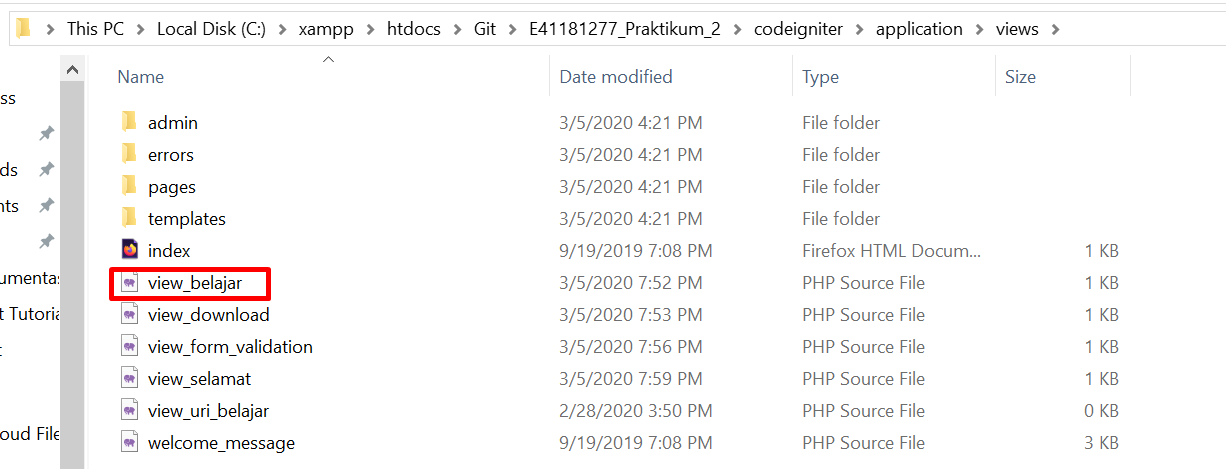 This PC > Local Disk (C:) > xampp > htdocs > Git > E41181277_Praktikum_2 > codeigniter > application > views >
Name Date modified Type Size
ss
admin 3/5/2020 4:21 PM File folder
errors 3/5/2020 4:21 PM File folder
ds
pages 3/5/2020 4:21 PM File folder
nts
templates 3/5/2020 4:21 PM File folder
index 9/19/2019 7:08 PM Firefox HTML Docum... 1 KB
umentas
view_belajar 3/5/2020 7:52 PM PHP Source File 1 KB
t Tutoria
view_download 3/5/2020 7:53 PM PHP Source File 1 KB
view_form_validation 3/5/2020 7:56 PM PHP Source File 1 KB
view_selamat 3/5/2020 7:59 PM PHP Source File 1 KB
view_uri_belajar 2/28/2020 3:50 PM PHP Source File 0 KB
oud File
welcome_message 9/19/2019 7:08 PM PHP Source File 3 KB